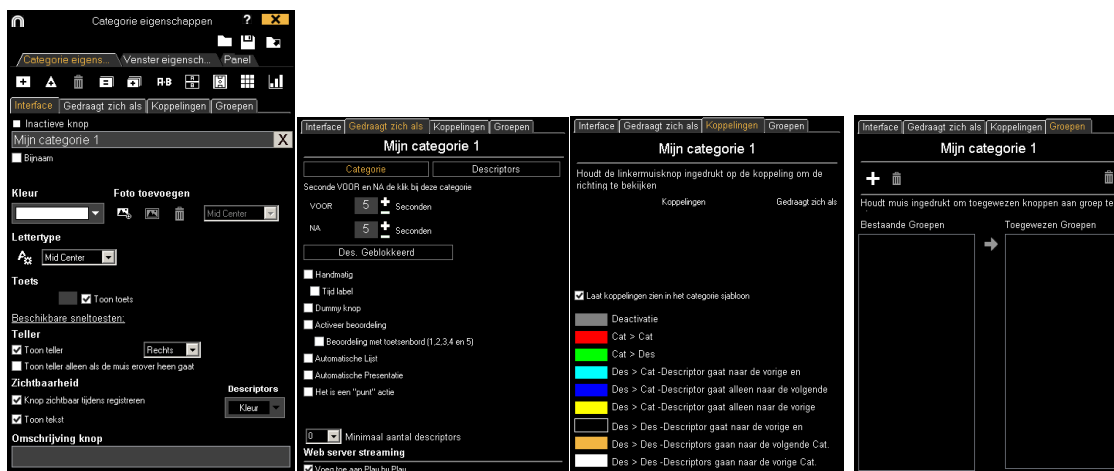 Categorie eigenschappen ? X
Categorie eigens... Venster eigensch... Panel
A-B
Interface Gedraagt zich als Koppelingen Groepen
Inactieve knop
Mijn categorie 1 X
Bijnaam
Kleur Foto toevoegen
Mid Center
Lettertype
Mid Center
Toets
Toon toets
Beschikbare sneltoesten:
Teller
Toon teller Rechts
Toon teller alleen als de muis erover heen gaat
Zichtbaarheid
Descriptors
Knop zichtbaar tijdens registreren
Kleur
Toon tekst
Omschrijving knop
Interface Gedraagt zich als Koppelingen Groepen
Mijn categorie 1
Categorie Descriptors
Seconde VOOR en NA de klik bij deze categorie
VOOR 5 Seconden
NA 5 Seconden
Des. Geblokkeerd
Handmatig
Tijd label
Dummy knop
Activeer beoordeling
Beoordeling met toetsenbord (1,2,3,4 en 5)
Automatische Lijst
Automatische Presentatie
Het is een "punt" actie
0 Minimaal aantal descriptors
Web server streaming
Voeg toe aan Play by Play
Interface Gedraagt zich als Koppelingen Groepen
Mijn categorie 1
Houdt de linkermuisknop ingedrukt op de koppeling om de
richting te bekijken
Koppelingen Gedraagt zich als
Laat koppelingen zien in het categorie sjabloon
Deactivatie
Cat > Cat
Cat > Des
Des > Cat -Descriptor gaat naar de vorige en
Des > Cat -Descriptor gaat alleen naar de volgende
Des > Cat -Descriptor gaat alleen naar de vorige
Des > Des -Descriptor gaat naar de vorige en
Des > Des -Descriptors gaan naar de volgende Cat.
Des > Des -Descriptors gaan naar de vorige Cat.
Interface Gedraagt zich als Koppelingen Groepen
Mijn categorie 1
Houdt muis ingedrukt om toegewezen knoppen aan groep te
Bestaande Groepen Toegewezen Groepen